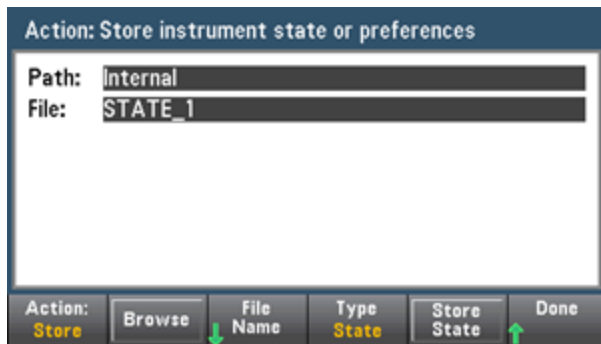 Action: Store instrument state or preferences
Path: Internal
File: STATE_1
Action: Store
Browse
File Name
Type State
Store State
Done